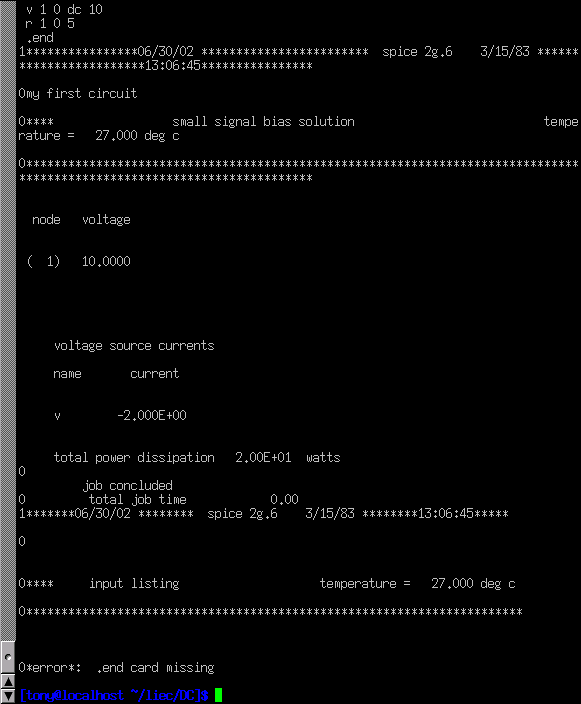 v 1 0 dc 10
r 1 0 5
.end
1****************06/30/02 ************************  spice 2g.6    3/15/83 ******
******************13:06:45****************
0my first circuit
0****                 small signal bias solution                           tempe
rature =   27.000 deg c
0*******************************************************************************
******************************************
node   voltage
(  1)   10.0000
voltage source currents
name       current
v        -2.000E+00
total power dissipation   2.00E+01  watts
0
job concluded
0         total job time            0.00
1*******06/30/02 ********  spice 2g.6    3/15/83 ********13:06:45*****
0
0****     input listing                    temperature =   27.000 deg c
0***********************************************************************
0*error*:  .end card missing
[tony@localhost ~/liec/DC]$